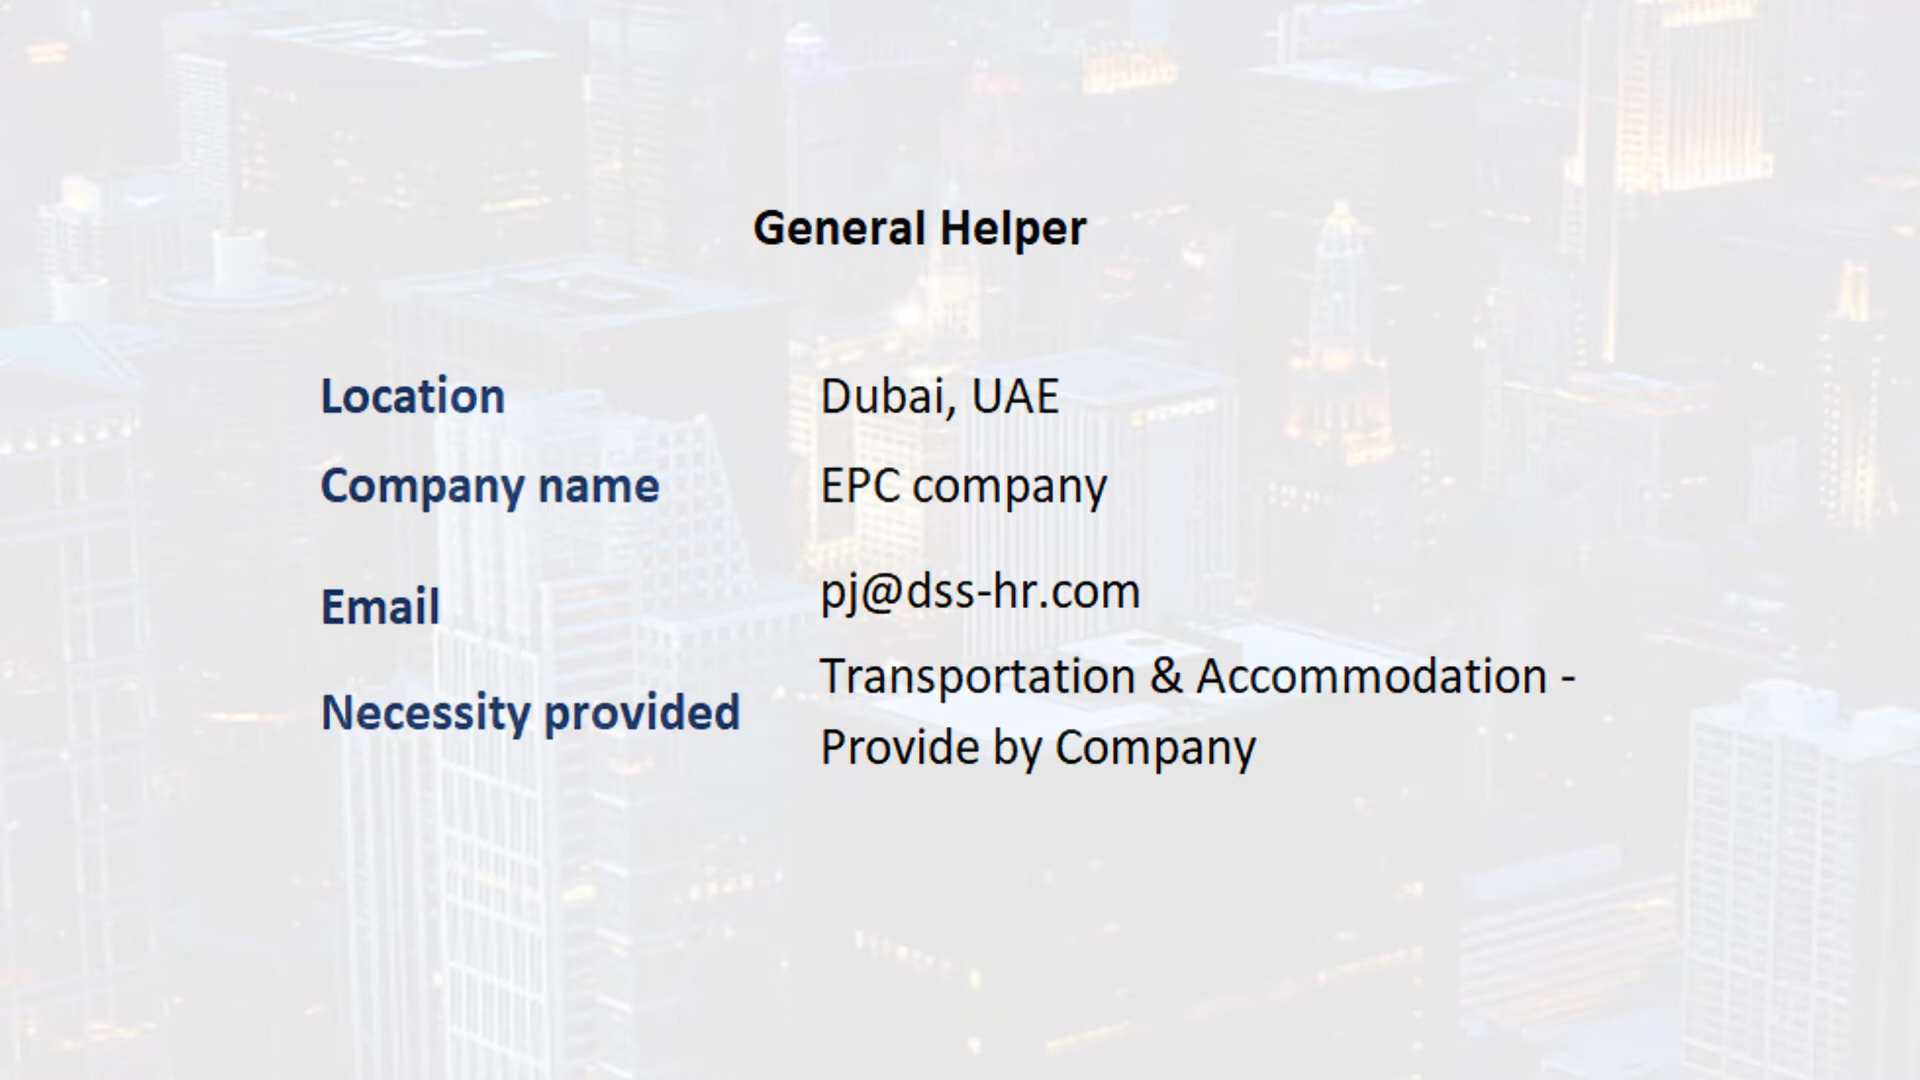 General Helper
Location Dubai, UAE
Company name EPC company
Email pj@dss-hr.com
Necessity provided Transportation & Accommodation -
Provide by Company